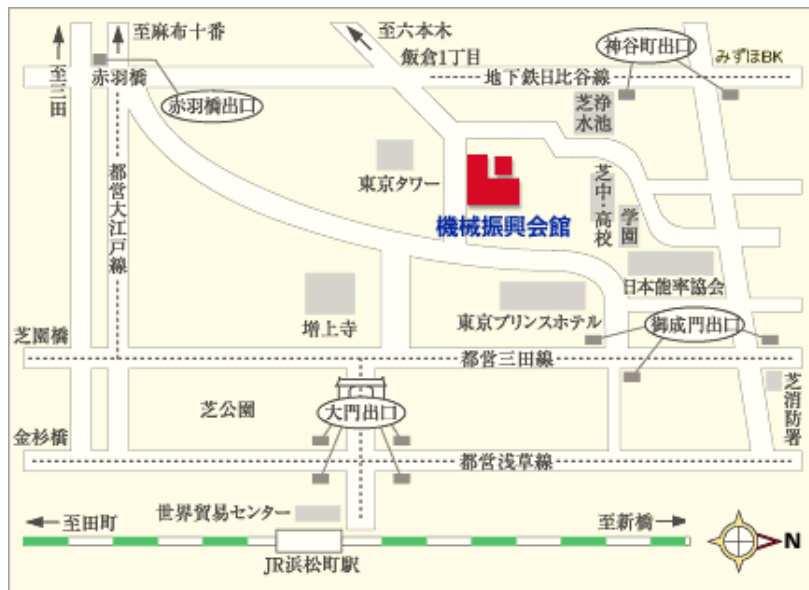 至麻布十番
至六本木
飯倉1丁目
神谷町出口
みずほBK
至三田
赤羽橋
地下鉄日比谷線
赤羽橋出口
芝浄水池
都営大江戸線
東京タワー
芝中・高校
学園
機械振興会館
日本能率協会
増上寺
東京プリンスホテル
御成門出口
芝園橋
都営三田線
芝消防署
芝公園
大門出口
金杉橋
都営浅草線
世界貿易センター
至田町
至新橋
N
JR浜松町駅